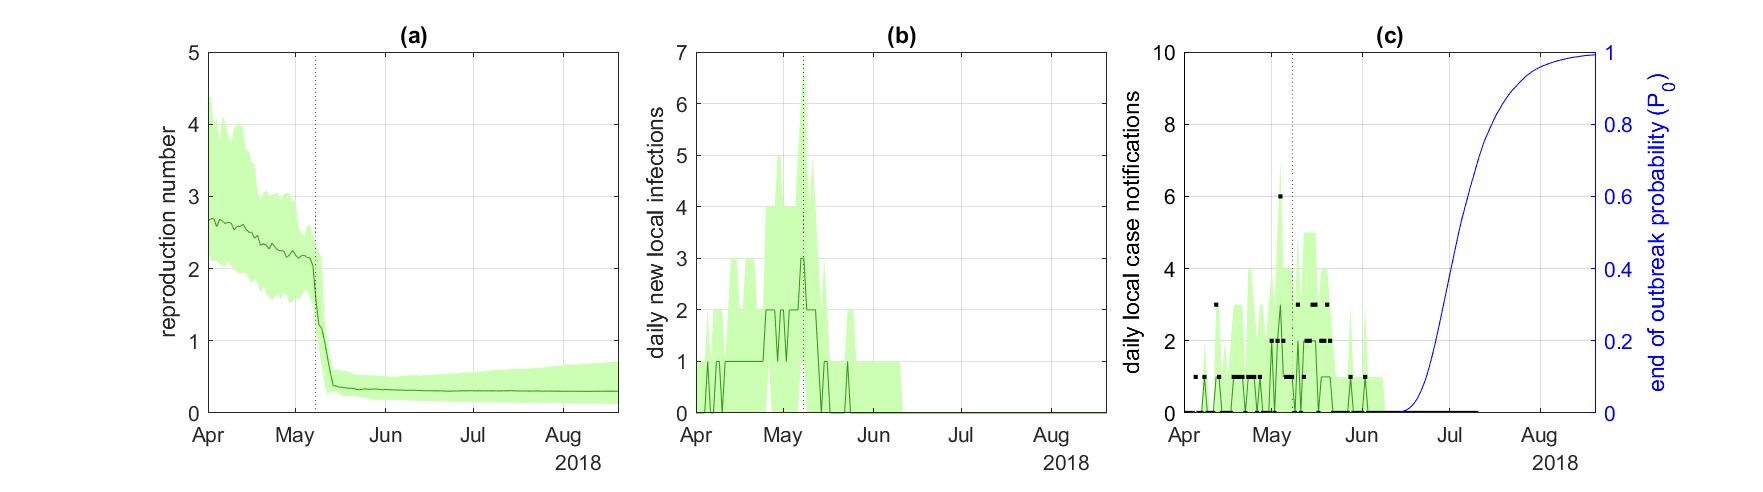 (a)
(b)
(c)
reproduction number
5
4
3
2
1
0
Apr
May
Jun
Jul
Aug
2018
daily new local infections
7
6
5
4
3
2
1
0
Apr
May
Jun
Jul
Aug
2018
daily local case notifications
10
8
6
4
2
0
Apr
May
Jun
Jul
Aug
2018
1
0.8
0.6
0.4
0.2
0
end of outbreak probability (P0)